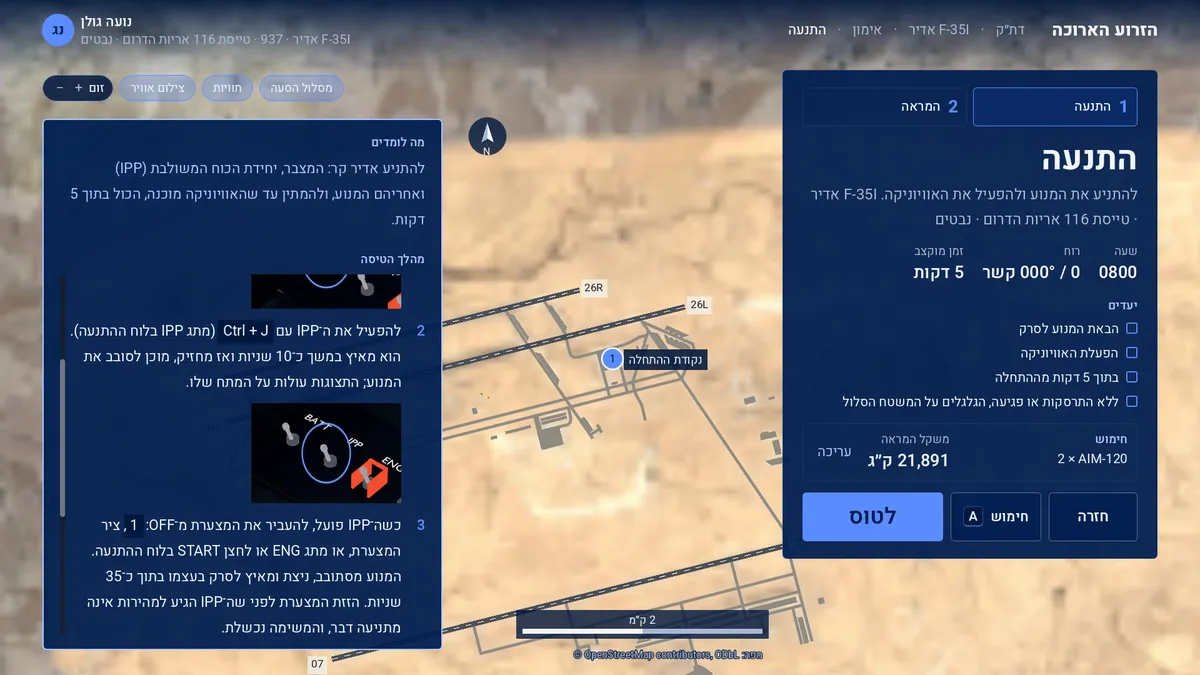 הזרוע הארוכה
דת״ק · F-35I אדיר · אימון · התנעה
נועה גולן
F-35I אדיר · 937 · טייסת 116 אריות הדרום · נבטים
נג
1 התנעה
2 המראה
התנעה
להתניע את המנוע ולהפעיל את האוויוניקה. F-35I אדיר
· טייסת 116 אריות הדרום · נבטים
שעה
0800
רוח
000° / 0 קשר
זמן מוקצב
5 דקות
יעדים
הבאת המנוע לסרק
הפעלת האוויוניקה
בתוך 5 דקות מההתחלה
ללא התרסקות או פגיעה, הגלגלים על המשטח הסלול
חימוש
2 × AIM-120
משקל המראה
21,891 ק״ג
עריכה
חזרה
חימוש A
לטוס
מסלול הסעה
תוויות
צילום אוויר
זום + −
N
26R
26L
1 נקודת ההתחלה
07
2 ק״מ
מפה: OpenStreetMap contributors, ODbL ©
מה לומדים
להתניע אדיר קר: המצבר, יחידת הכוח המשולבת (IPP)
ואחריהם המנוע, ולהמתין עד שהאוויוניקה מוכנה, הכול בתוך 5
דקות.
מהלך הטיסה
2 להפעיל את ה־IPP עם Ctrl + J (מתג IPP בלוח ההתנעה).
הוא מאיץ במשך כ־10 שניות ואז מחזיק, מוכן לסובב את
המנוע; התצוגות עולות על המתח שלו.
BATT
IPP
ENG
3 כשה־IPP פועל, להעביר את המצערת מ־OFF: 1, ציר
המצערת, או מתג ENG או לחצן START בלוח ההתנעה.
המנוע מסתובב, ניצת ומאיץ לסרק בעצמו בתוך כ־35
שניות. הזזת המצערת לפני שה־IPP הגיע למהירות אינה
מתניעה דבר, והמשימה נכשלת.